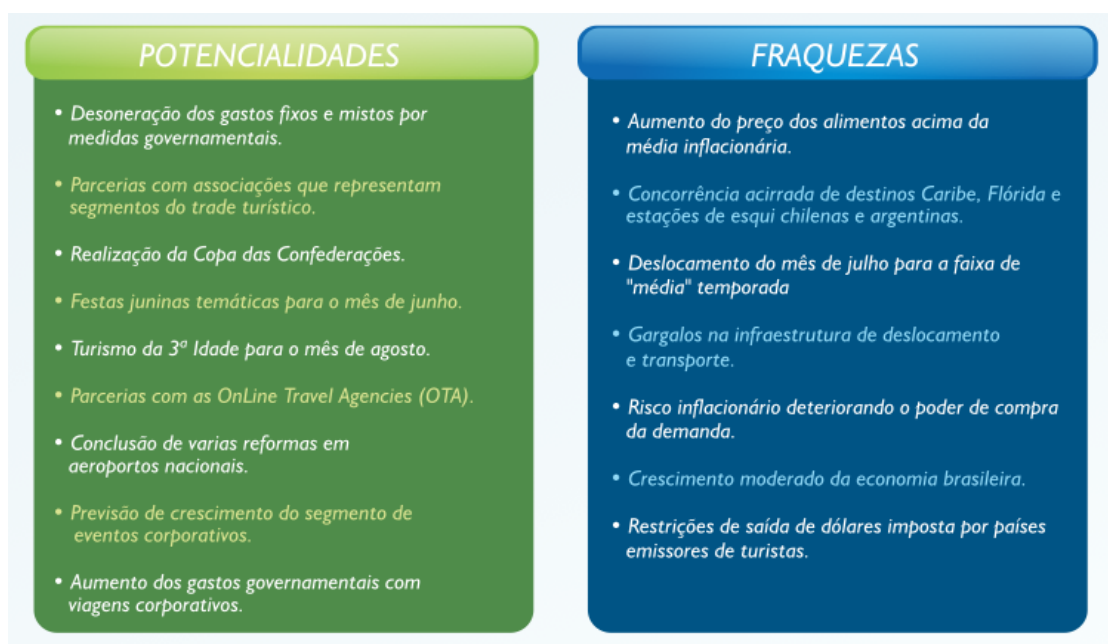 POTENCIALIDADES
• Desoneração dos gastos fixos e mistos por
medidas governamentais.
• Parcerias com associações que representam
segmentos do trade turístico.
• Realização da Copa das Confederações.
• Festas juninas temáticas para o mês de junho.
• Turismo da 3ª Idade para o mês de agosto.
• Parcerias com as OnLine Travel Agencies (OTA).
• Conclusão de varias reformas em
aeroportos nacionais.
• Previsão de crescimento do segmento de
eventos corporativos.
• Aumento dos gastos governamentais com
viagens corporativos.
FRAQUEZAS
• Aumento do preço dos alimentos acima da
média inflacionária.
• Concorrência acirrada de destinos Caribe, Flórida e
estações de esqui chilenas e argentinas.
• Deslocamento do mês de julho para a faixa de
"média" temporada
• Gargalos na infraestrutura de deslocamento
e transporte.
• Risco inflacionário deteriorando o poder de compra
da demanda.
• Crescimento moderado da economia brasileira.
• Restrições de saída de dólares imposta por países
emissores de turistas.